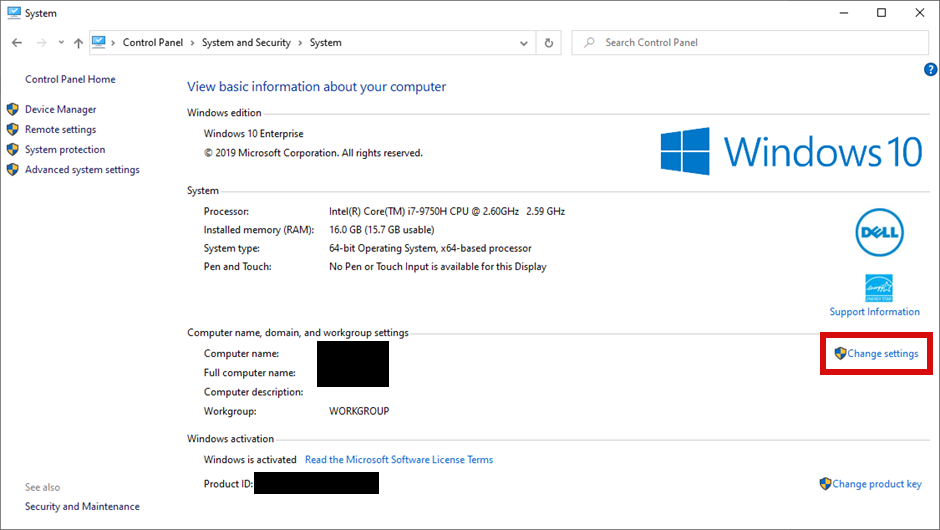 System
Control Panel > System and Security > System
Search Control Panel
?
Control Panel Home
Device Manager
Remote settings
System protection
Advanced system settings
View basic information about your computer
Windows edition
Windows 10 Enterprise
© 2019 Microsoft Corporation. All rights reserved.
Windows 10
System
Processor: Intel(R) Core(TM) i7-9750H CPU @ 2.60GHz 2.59 GHz
Installed memory (RAM): 16.0 GB (15.7 GB usable)
System type: 64-bit Operating System, x64-based processor
Pen and Touch: No Pen or Touch Input is available for this Display
DELL
energy
ENERGY STAR
Support Information
Computer name, domain, and workgroup settings
Computer name:
Change settings
Full computer name:
Computer description:
Workgroup: WORKGROUP
Windows activation
Windows is activated Read the Microsoft Software License Terms
Product ID:
Change product key
See also
Security and Maintenance